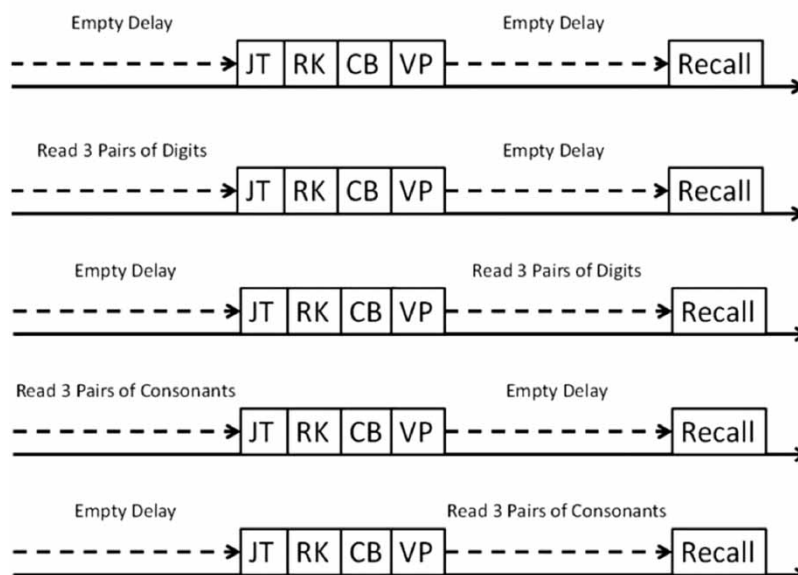 Empty Delay Empty Delay
JT RK CB VP Recall
Read 3 Pairs of Digits Empty Delay
JT RK CB VP Recall
Empty Delay Read 3 Pairs of Digits
JT RK CB VP Recall
Read 3 Pairs of Consonants Empty Delay
JT RK CB VP Recall
Empty Delay Read 3 Pairs of Consonants
JT RK CB VP Recall